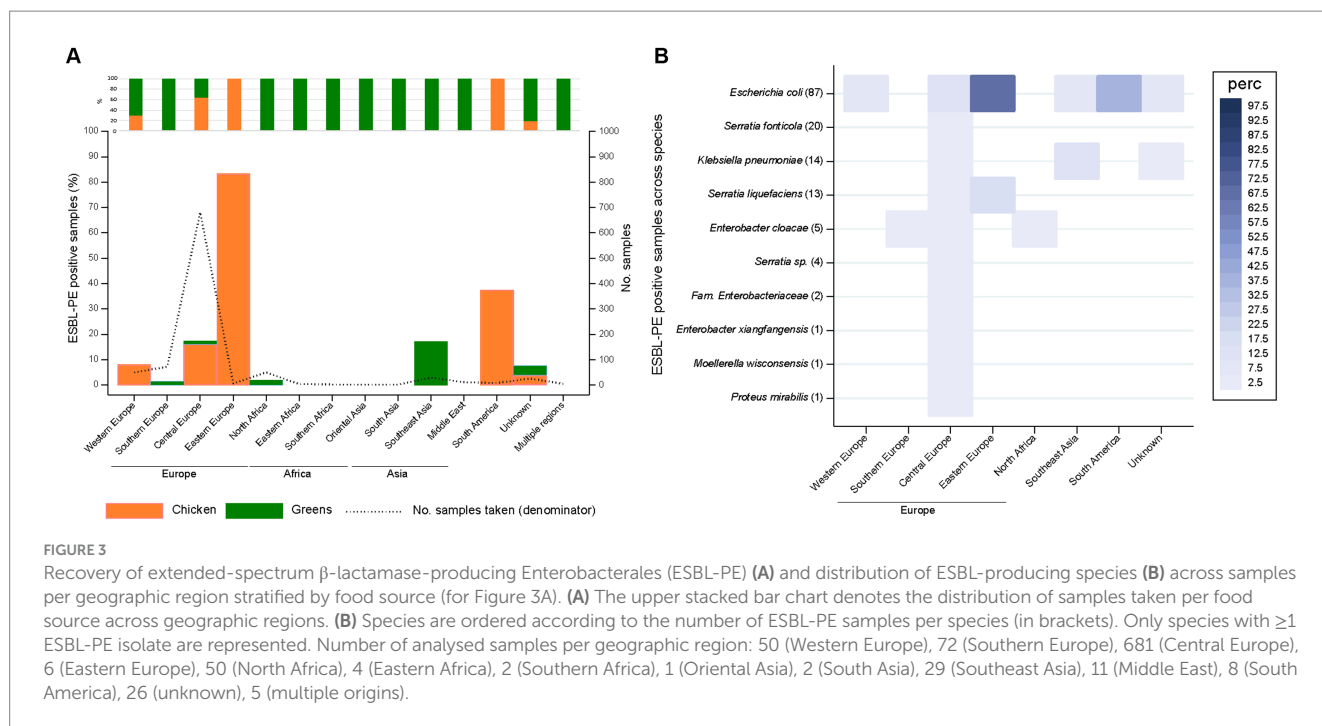 A
100
80
60
40
20
0
%
100
90
80
70
60
50
40
30
20
10
0
ESBL-PE positive samples (%)
1000
900
800
700
600
500
400
300
200
100
0
No. samples
Western Europe
Southern Europe
Central Europe
Eastern Europe
North Africa
Eastern Africa
Southern Africa
Oriental Asia
South Asia
Southeast Asia
Middle East
South America
Unknown
Multiple regions
Europe
Africa
Asia
Chicken
Greens
No. samples taken (denominator)
B
ESBL-PE positive samples across species
Escherichia coli (87)
Serratia fonticola (20)
Klebsiella pneumoniae (14)
Serratia liquefaciens (13)
Enterobacter cloacae (5)
Serratia sp. (4)
Fam. Enterobacteriaceae (2)
Enterobacter xiangfangensis (1)
Moellerella wisconsensis (1)
Proteus mirabilis (1)
Western Europe
Southern Europe
Central Europe
Eastern Europe
North Africa
Southeast Asia
South America
Unknown
Europe
perc
97.5
92.5
87.5
82.5
77.5
72.5
67.5
62.5
57.5
52.5
47.5
42.5
37.5
32.5
27.5
22.5
17.5
12.5
7.5
2.5
FIGURE 3
Recovery of extended-spectrum β-lactamase-producing Enterobacterales (ESBL-PE) (A) and distribution of ESBL-producing species (B) across samples
per geographic region stratified by food source (for Figure 3A). (A) The upper stacked bar chart denotes the distribution of samples taken per food
source across geographic regions. (B) Species are ordered according to the number of ESBL-PE samples per species (in brackets). Only species with ≥1
ESBL-PE isolate are represented. Number of analysed samples per geographic region: 50 (Western Europe), 72 (Southern Europe), 681 (Central Europe),
6 (Eastern Europe), 50 (North Africa), 4 (Eastern Africa), 2 (Southern Africa), 1 (Oriental Asia), 2 (South Asia), 29 (Southeast Asia), 11 (Middle East), 8 (South
America), 26 (unknown), 5 (multiple origins).